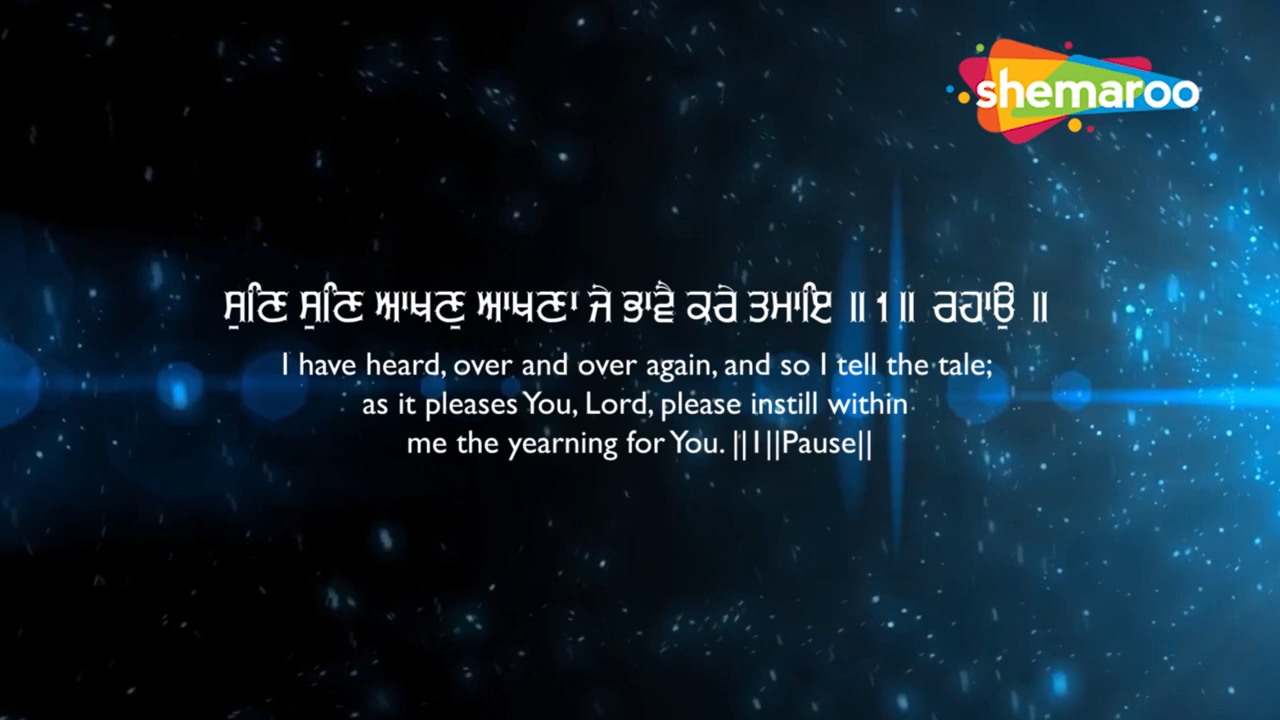 shemaroo
ਸੁਣਿ ਸੁਣਿ ਆਖਣੁ ਆਖਣਾ ਜੇ ਭਾਵੈ ਕਰੇ ਤਮਾਇ ॥ 1 ॥ ਰਹਾਉ ॥
I have heard, over and over again, and so I tell the tale;
as it pleases You, Lord, please instill within
me the yearning for You. ||1||Pause||